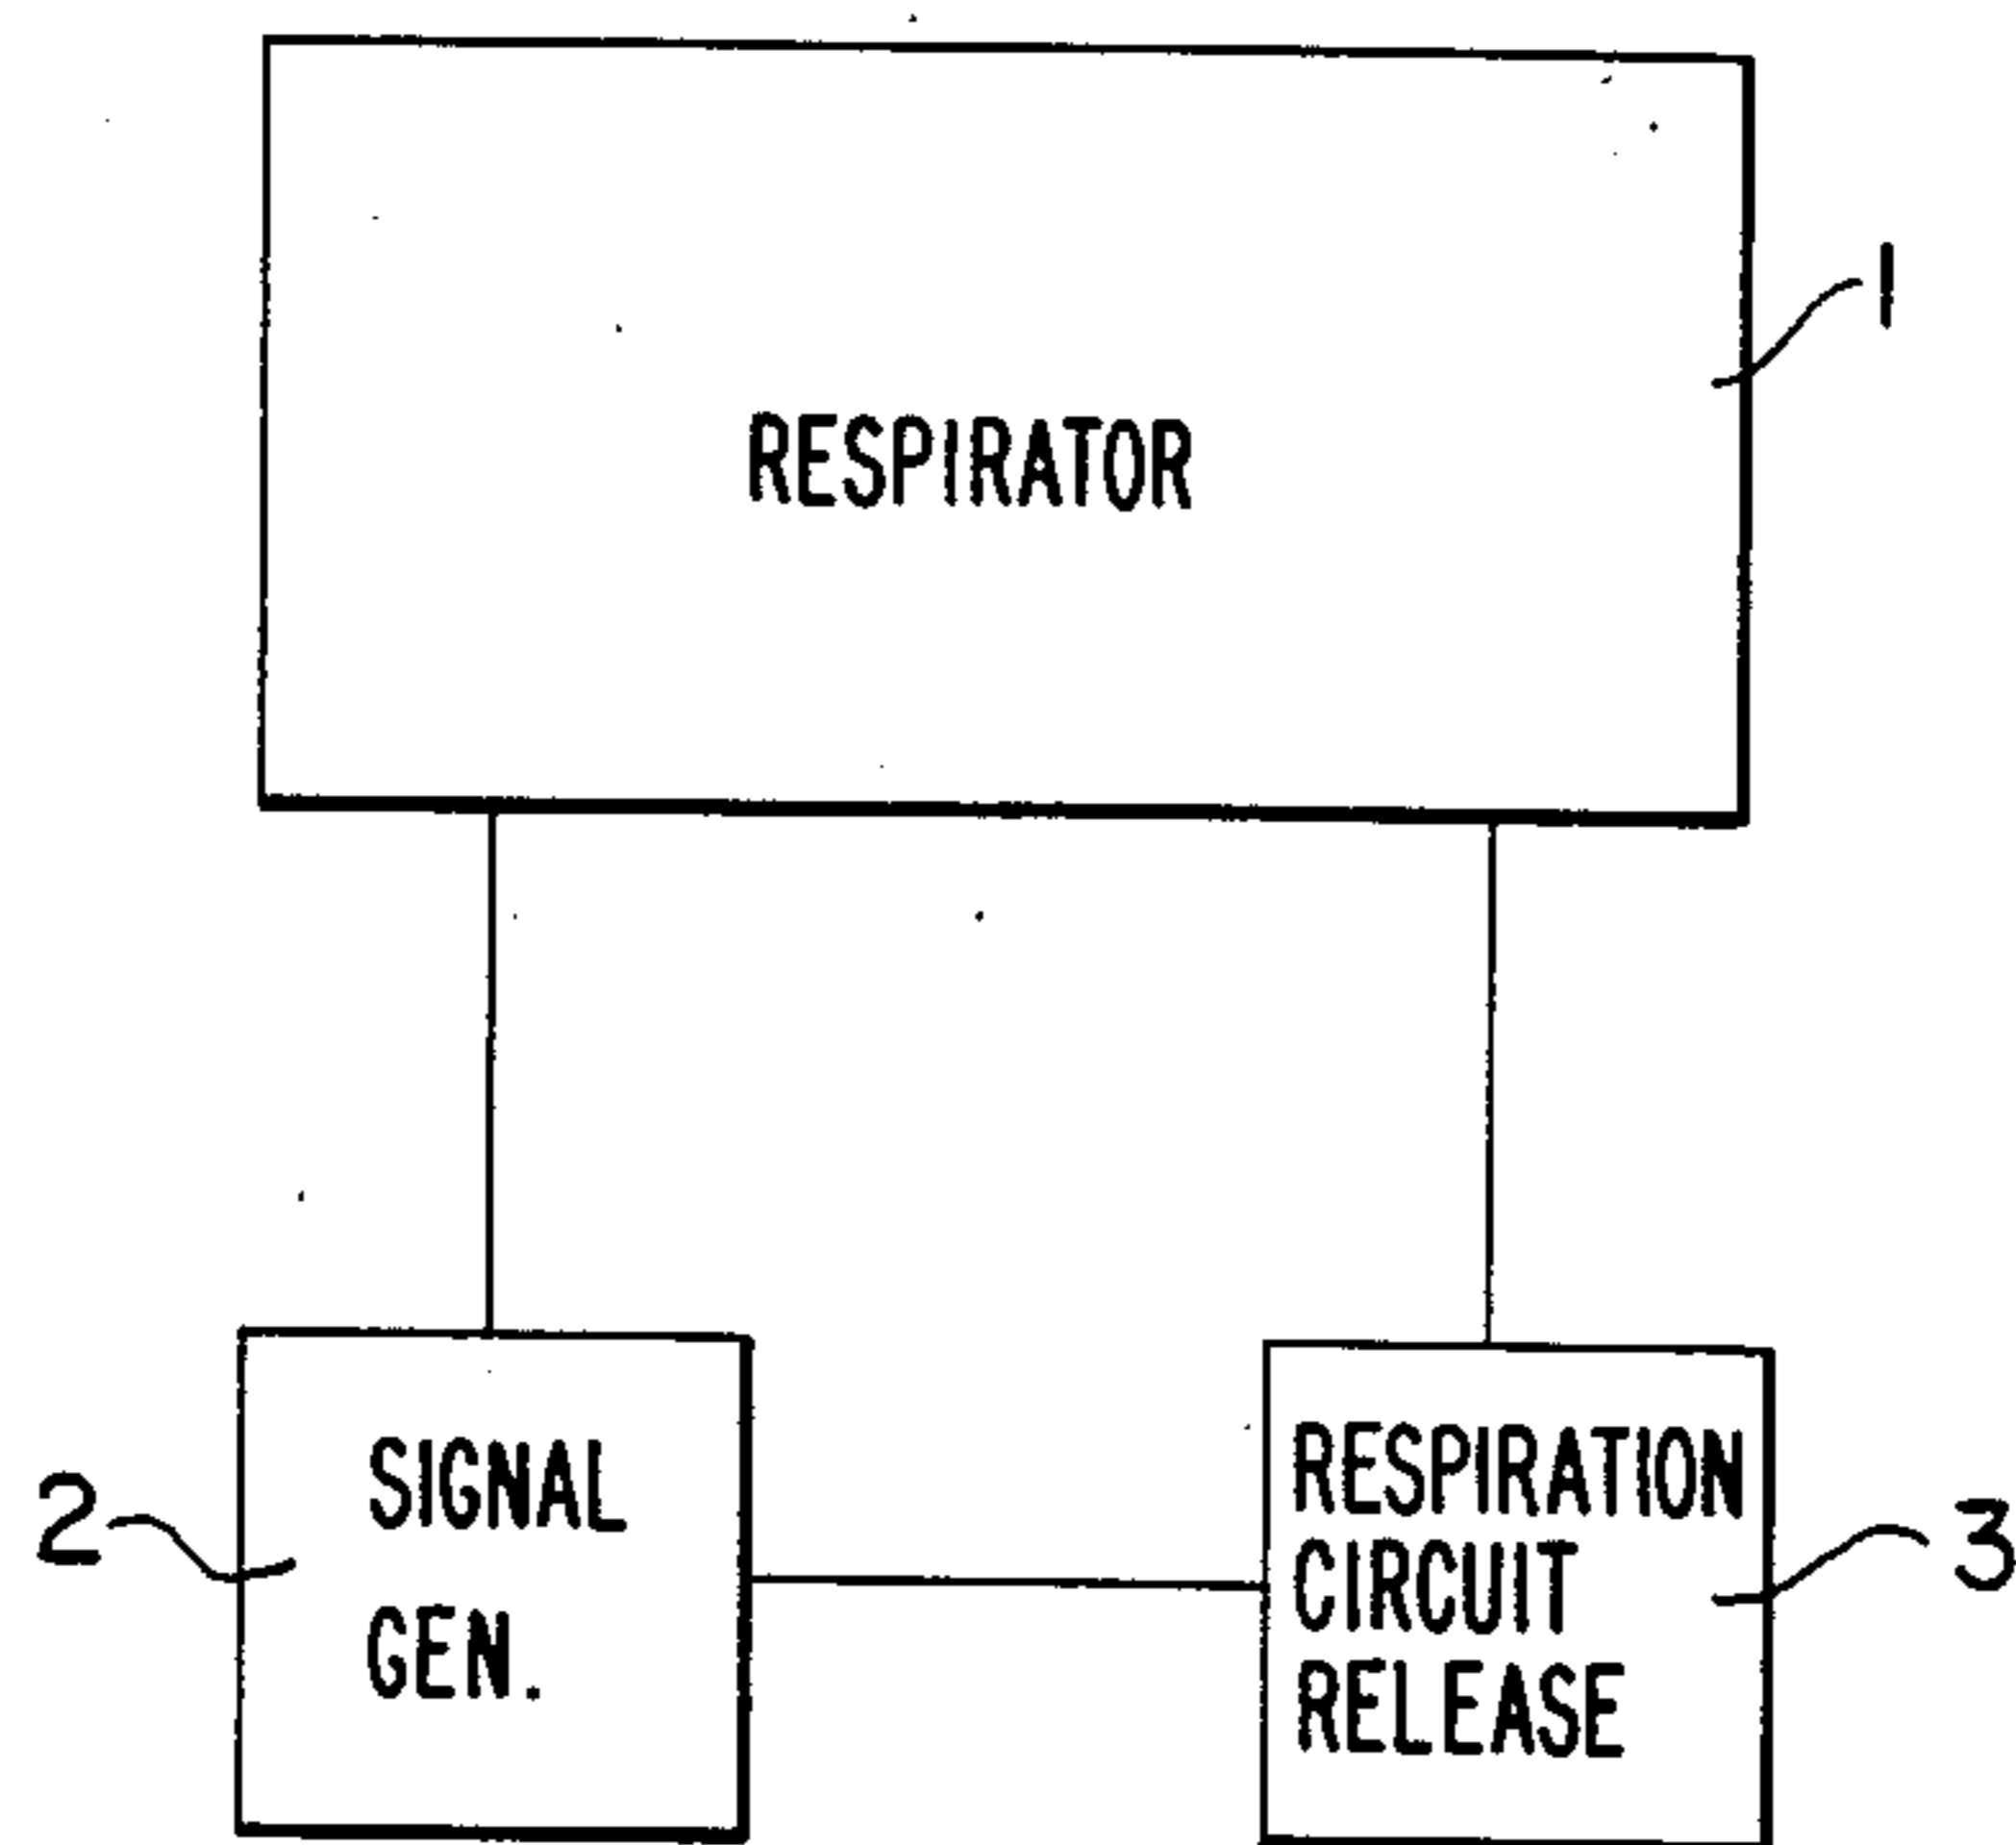 1
RESPIRATOR
2
SIGNAL
GEN.
RESPIRATION
CIRCUIT
RELEASE
3